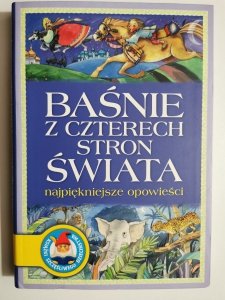 BAŚNIE
Z CZTERECH
STRON
ŚWIATA
najpiękniejsze opowieści